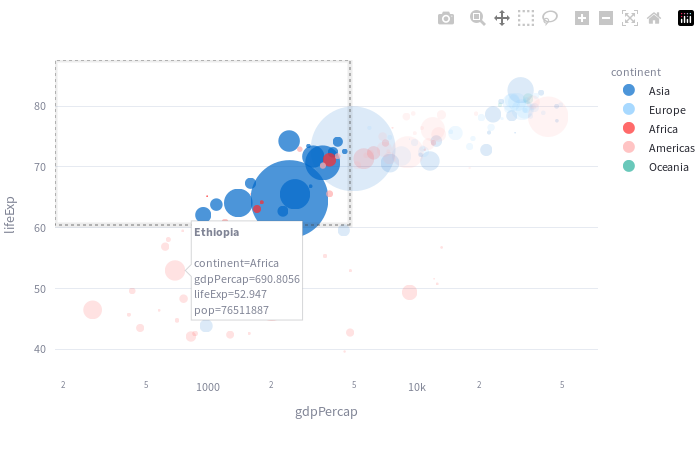 continent
Asia
Europe
Africa
Americas
Oceania
80
70
60
50
40
lifeExp
Ethiopia
continent=Africa
gdpPercap=690.8056
lifeExp=52.947
pop=76511887
2
5
1000
2
5
10k
2
5
gdpPercap